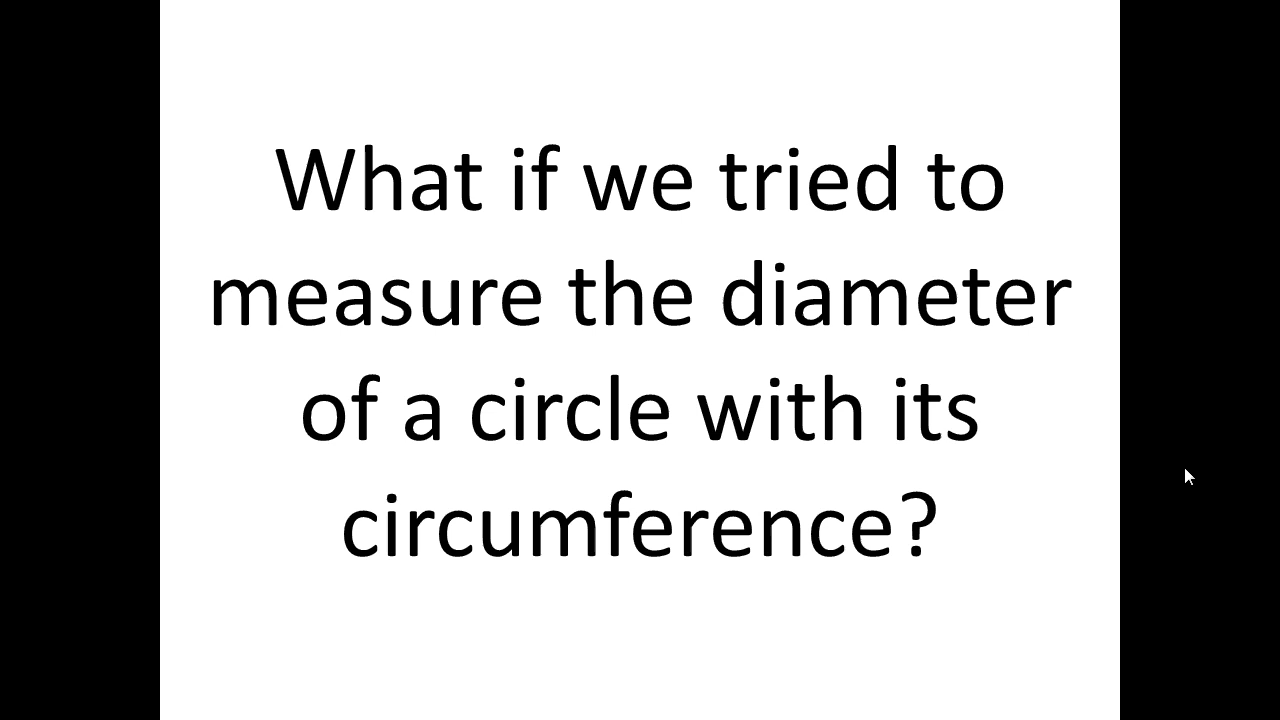 What if we tried to
measure the diameter
of a circle with its
circumference?